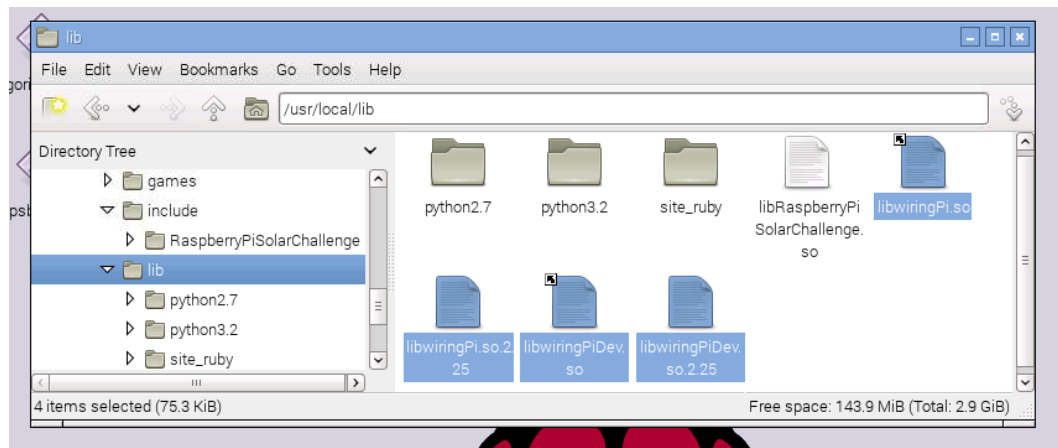 lib
File Edit View Bookmarks Go Tools Help
/usr/local/lib
Directory Tree
games
include
RaspberryPiSolarChallenge
lib
python2.7
python3.2
site_ruby
python2.7
python3.2
site_ruby
libRaspberryPi
SolarChallenge.
so
libwiringPi.so
libwiringPi.so.2.
25
libwiringPiDev.
so
libwiringPiDev.
so.2.25
4 items selected (75.3 KiB)
Free space: 143.9 MiB (Total: 2.9 GiB)